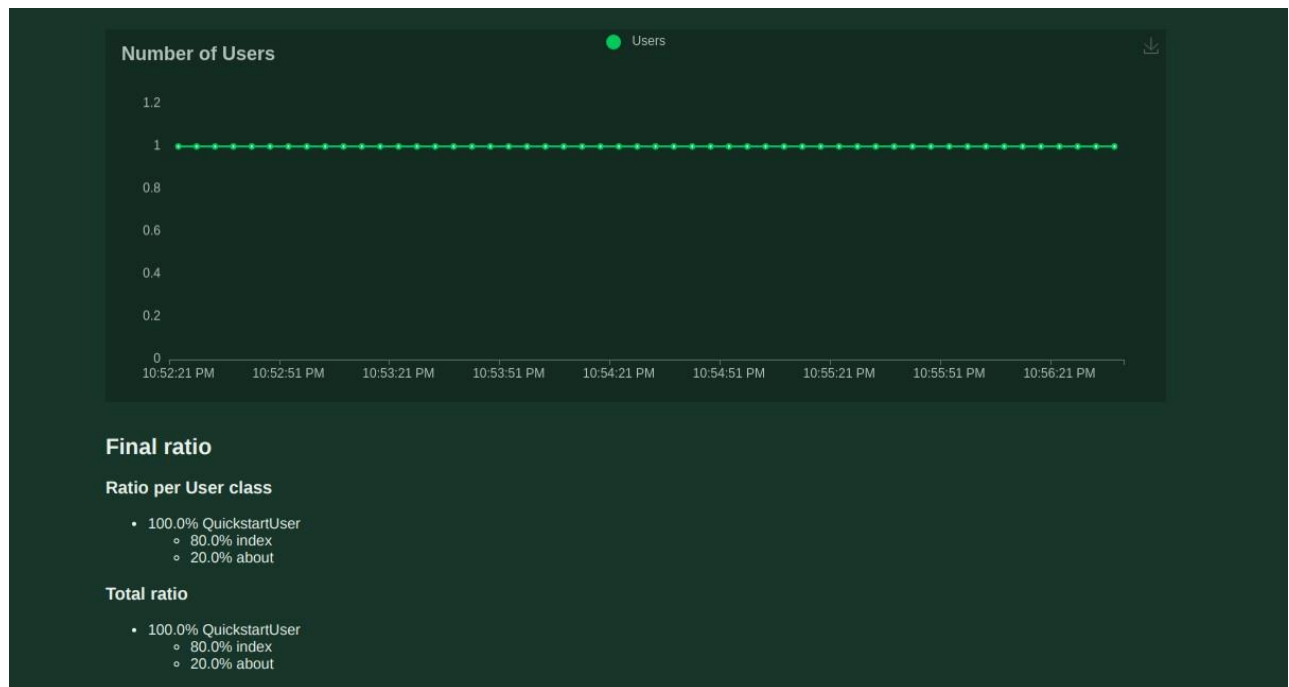 Number of Users
Users
1.2
1
0.8
0.6
0.4
0.2
0
10:52:21 PM 10:52:51 PM 10:53:21 PM 10:53:51 PM 10:54:21 PM 10:54:51 PM 10:55:21 PM 10:55:51 PM 10:56:21 PM
Final ratio
Ratio per User class
• 100.0% QuickstartUser
◦ 80.0% index
◦ 20.0% about
Total ratio
• 100.0% QuickstartUser
◦ 80.0% index
◦ 20.0% about